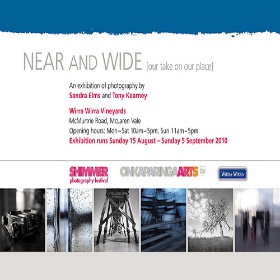 NEAR AND WIDE [our take on our place]
An exhibition of photography by
Sandra Elms and Tony Kearney
Wirra Wirra Vineyards
McMurtrie Road, McLaren Vale
Opening hours: Mon–Sat 10am–5pm, Sun 11am–5pm
Exhibition runs Sunday 15 August – Sunday 5 September 2010
SHIMMER
photography festival
ONKAPARINGA ARTS
WIRRA WIRRA